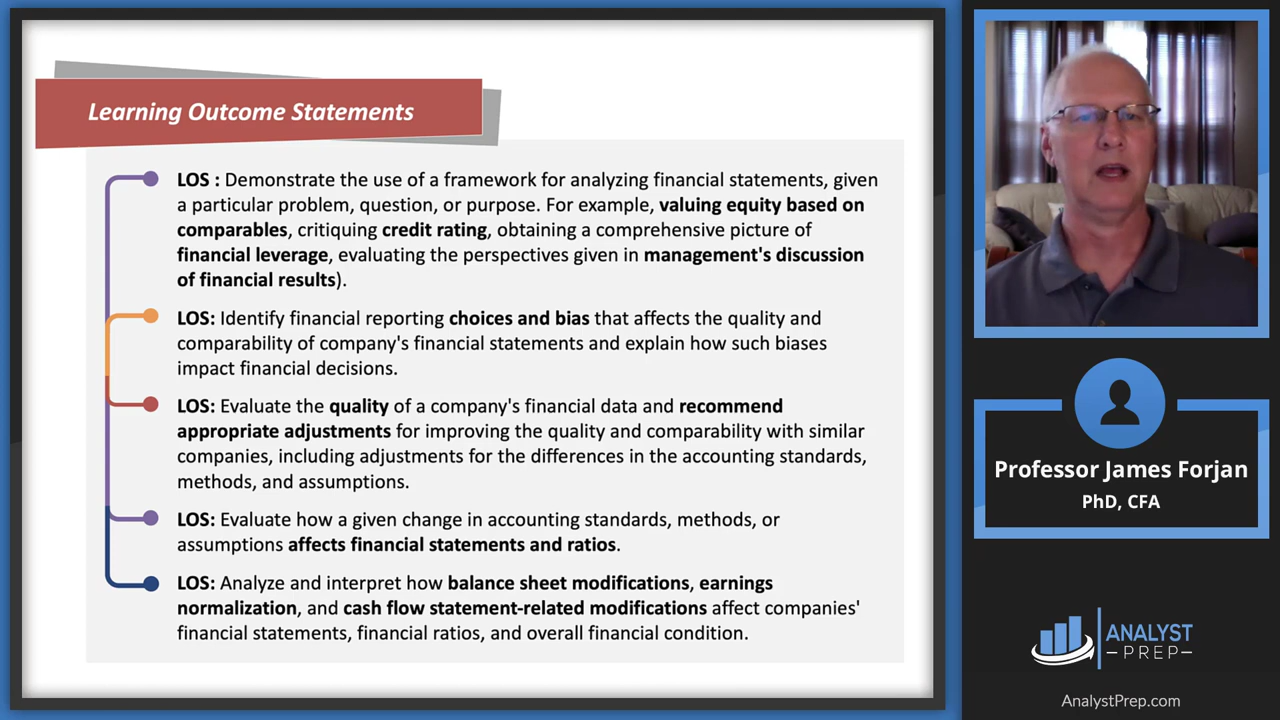 Learning Outcome Statements
LOS : Demonstrate the use of a framework for analyzing financial statements, given
a particular problem, question, or purpose. For example, valuing equity based on
comparables, critiquing credit rating, obtaining a comprehensive picture of
financial leverage, evaluating the perspectives given in management's discussion
of financial results).
LOS: Identify financial reporting choices and bias that affects the quality and
comparability of company's financial statements and explain how such biases
impact financial decisions.
LOS: Evaluate the quality of a company's financial data and recommend
appropriate adjustments for improving the quality and comparability with similar
companies, including adjustments for the differences in the accounting standards,
methods, and assumptions.
LOS: Evaluate how a given change in accounting standards, methods, or
assumptions affects financial statements and ratios.
LOS: Analyze and interpret how balance sheet modifications, earnings
normalization, and cash flow statement-related modifications affect companies'
financial statements, financial ratios, and overall financial condition.
Professor James Forjan
PhD, CFA
ANALYST
PREP
AnalystPrep.com